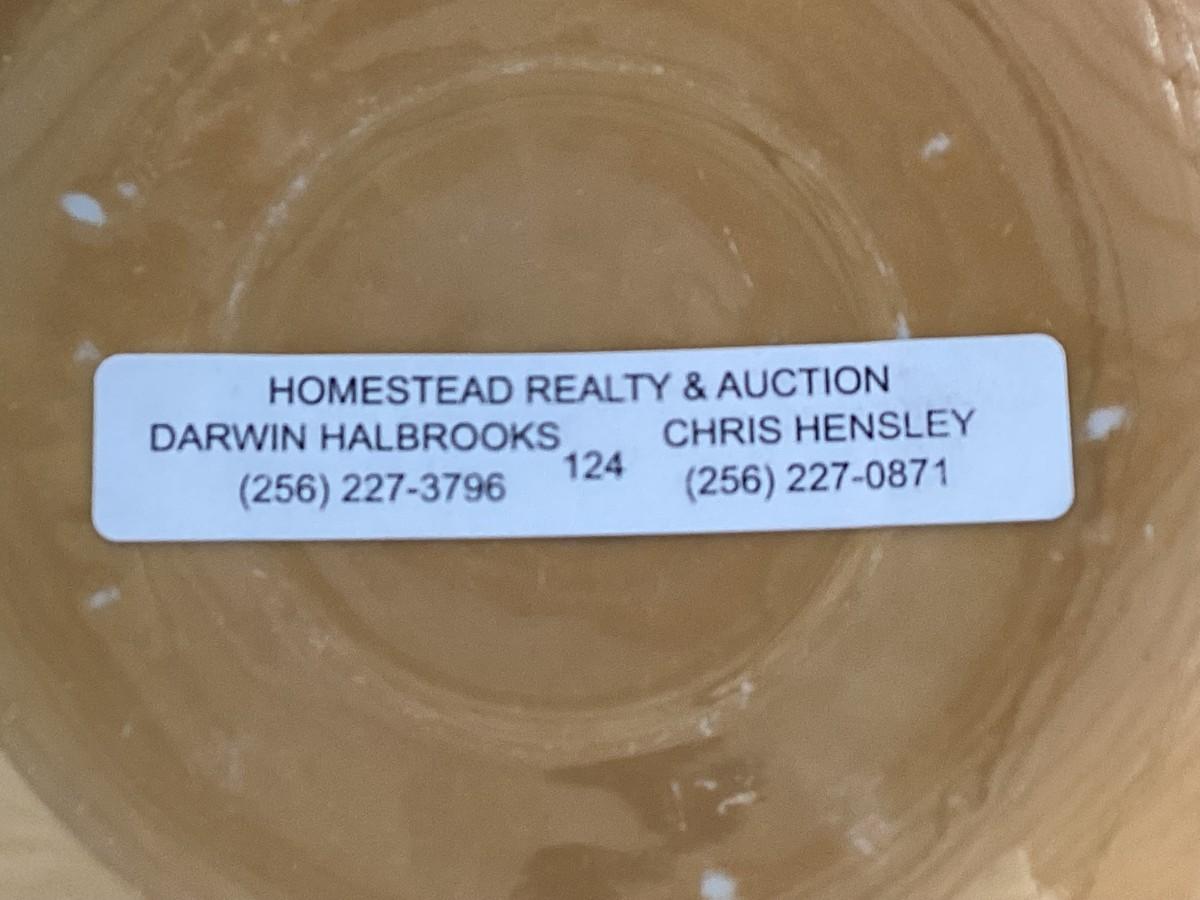 HOMESTEAD REALTY & AUCTION
DARWIN HALBROOKS CHRIS HENSLEY
124
(256) 227-3796 (256) 227-0871